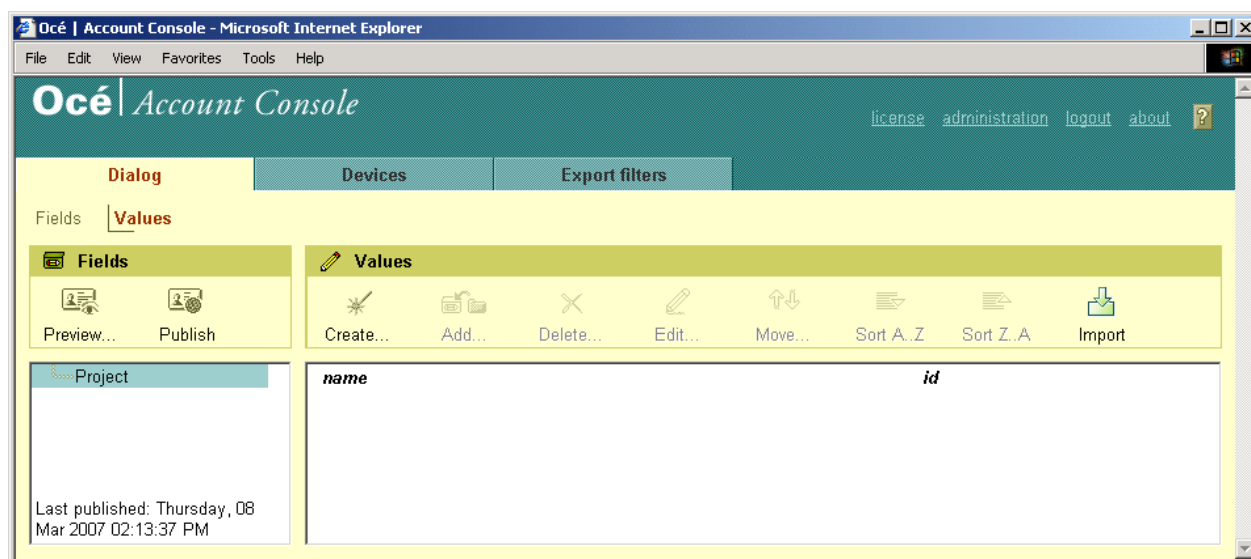 Océ | Account Console - Microsoft Internet Explorer
File Edit View Favorites Tools Help
Océ Account Console
license administration logout about ?
Dialog Devices Export filters
Fields Values
Fields
Values
Preview... Publish
Create... Add... Delete... Edit... Move... Sort A..Z Sort Z..A Import
Project
name id
Last published: Thursday, 08
Mar 2007 02:13:37 PM